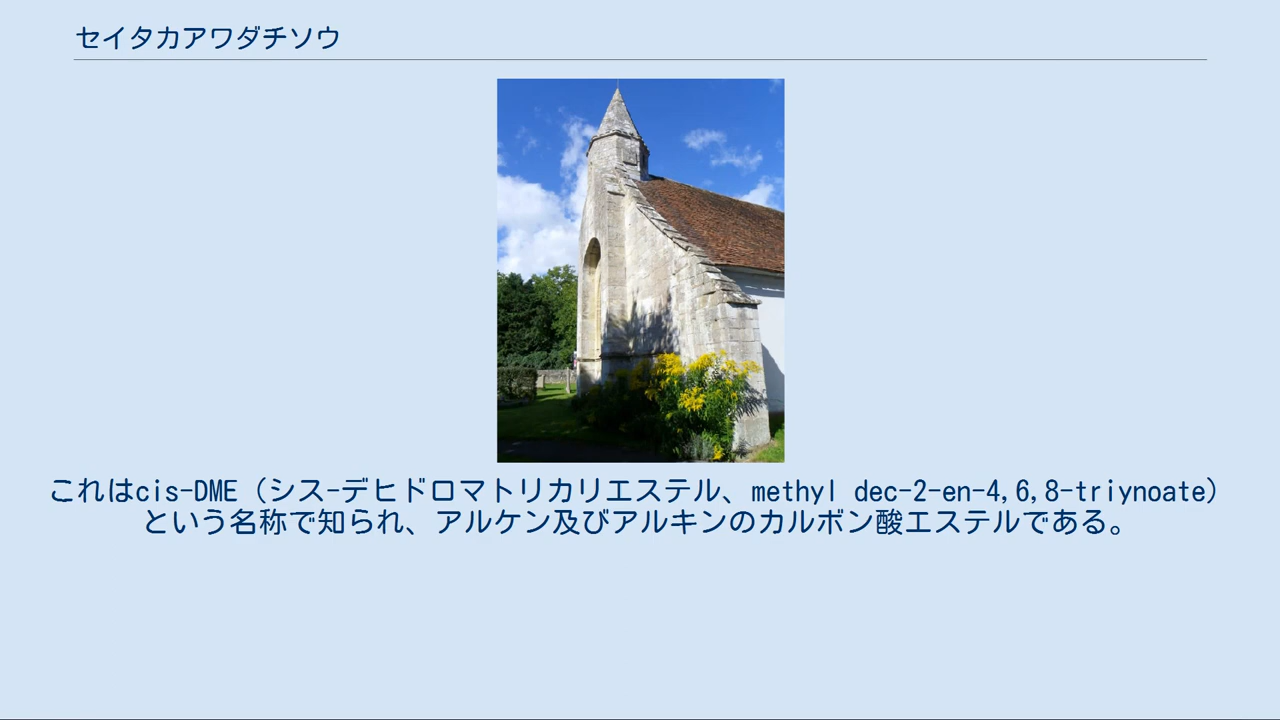 セイタカアワダチソウ
これはcis-DME（シス-デヒドロマトリカリエステル、methyl dec-2-en-4,6,8-triynoate）
という名称で知られ、アルケン及びアルキンのカルボン酸エステルである。